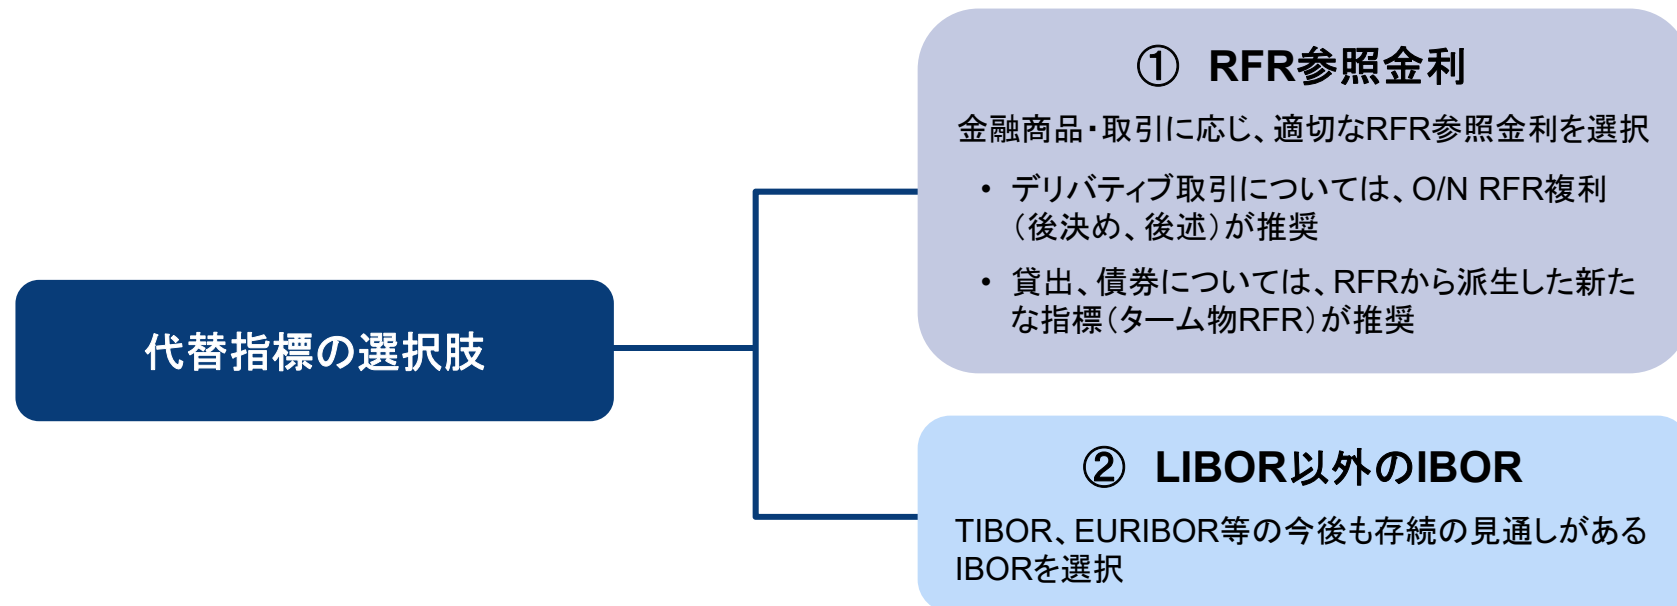 代替指標の選択肢
① RFR参照金利
金融商品・取引に応じ、適切なRFR参照金利を選択
• デリバティブ取引については、O/N RFR複利
（後決め、後述）が推奨
• 貸出、債券については、RFRから派生した新た
な指標（ターム物RFR）が推奨
② LIBOR以外のIBOR
TIBOR、EURIBOR等の今後も存続の見通しがある
IBORを選択